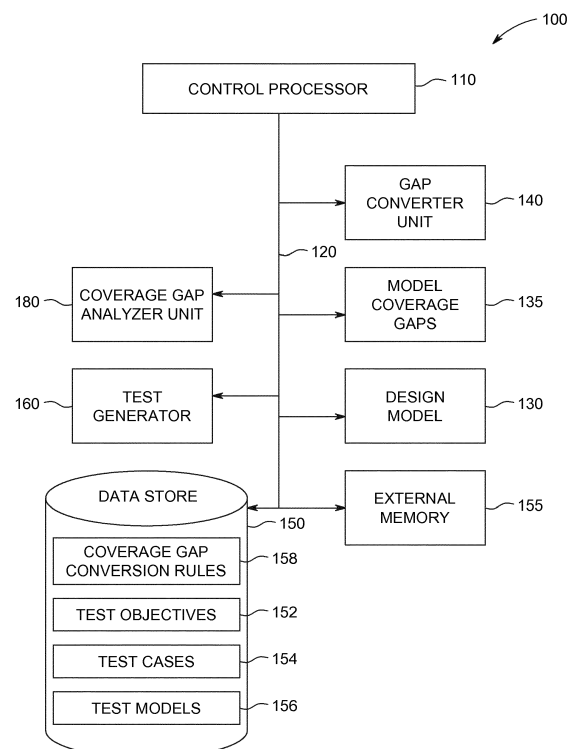 100
CONTROL PROCESSOR
110
GAP
CONVERTER
UNIT
140
120
180
COVERAGE GAP
ANALYZER UNIT
MODEL
COVERAGE
GAPS
135
160
TEST
GENERATOR
DESIGN
MODEL
130
DATA STORE
150
EXTERNAL
MEMORY
155
COVERAGE GAP
CONVERSION RULES
158
TEST OBJECTIVES
152
TEST CASES
154
TEST MODELS
156